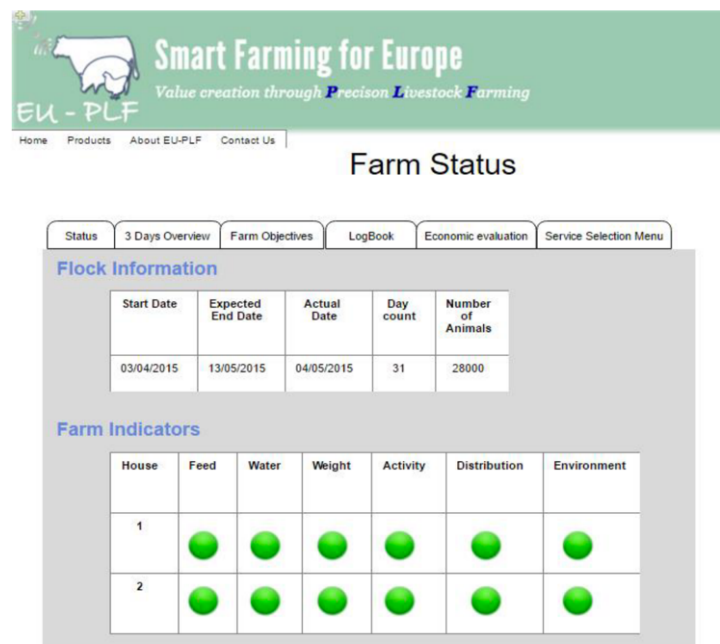 Smart Farming for Europe
Value creation through Precison Livestock Farming
EU - PLF
Home Products About EU-PLF Contact Us
Farm Status
Status 3 Days Overview Farm Objectives LogBook Economic evaluation Service Selection Menu
Flock Information
Start Date Expected End Date Actual Date Day count Number of Animals
03/04/2015 13/05/2015 04/05/2015 31 28000
Farm Indicators
House Feed Water Weight Activity Distribution Environment
1
2